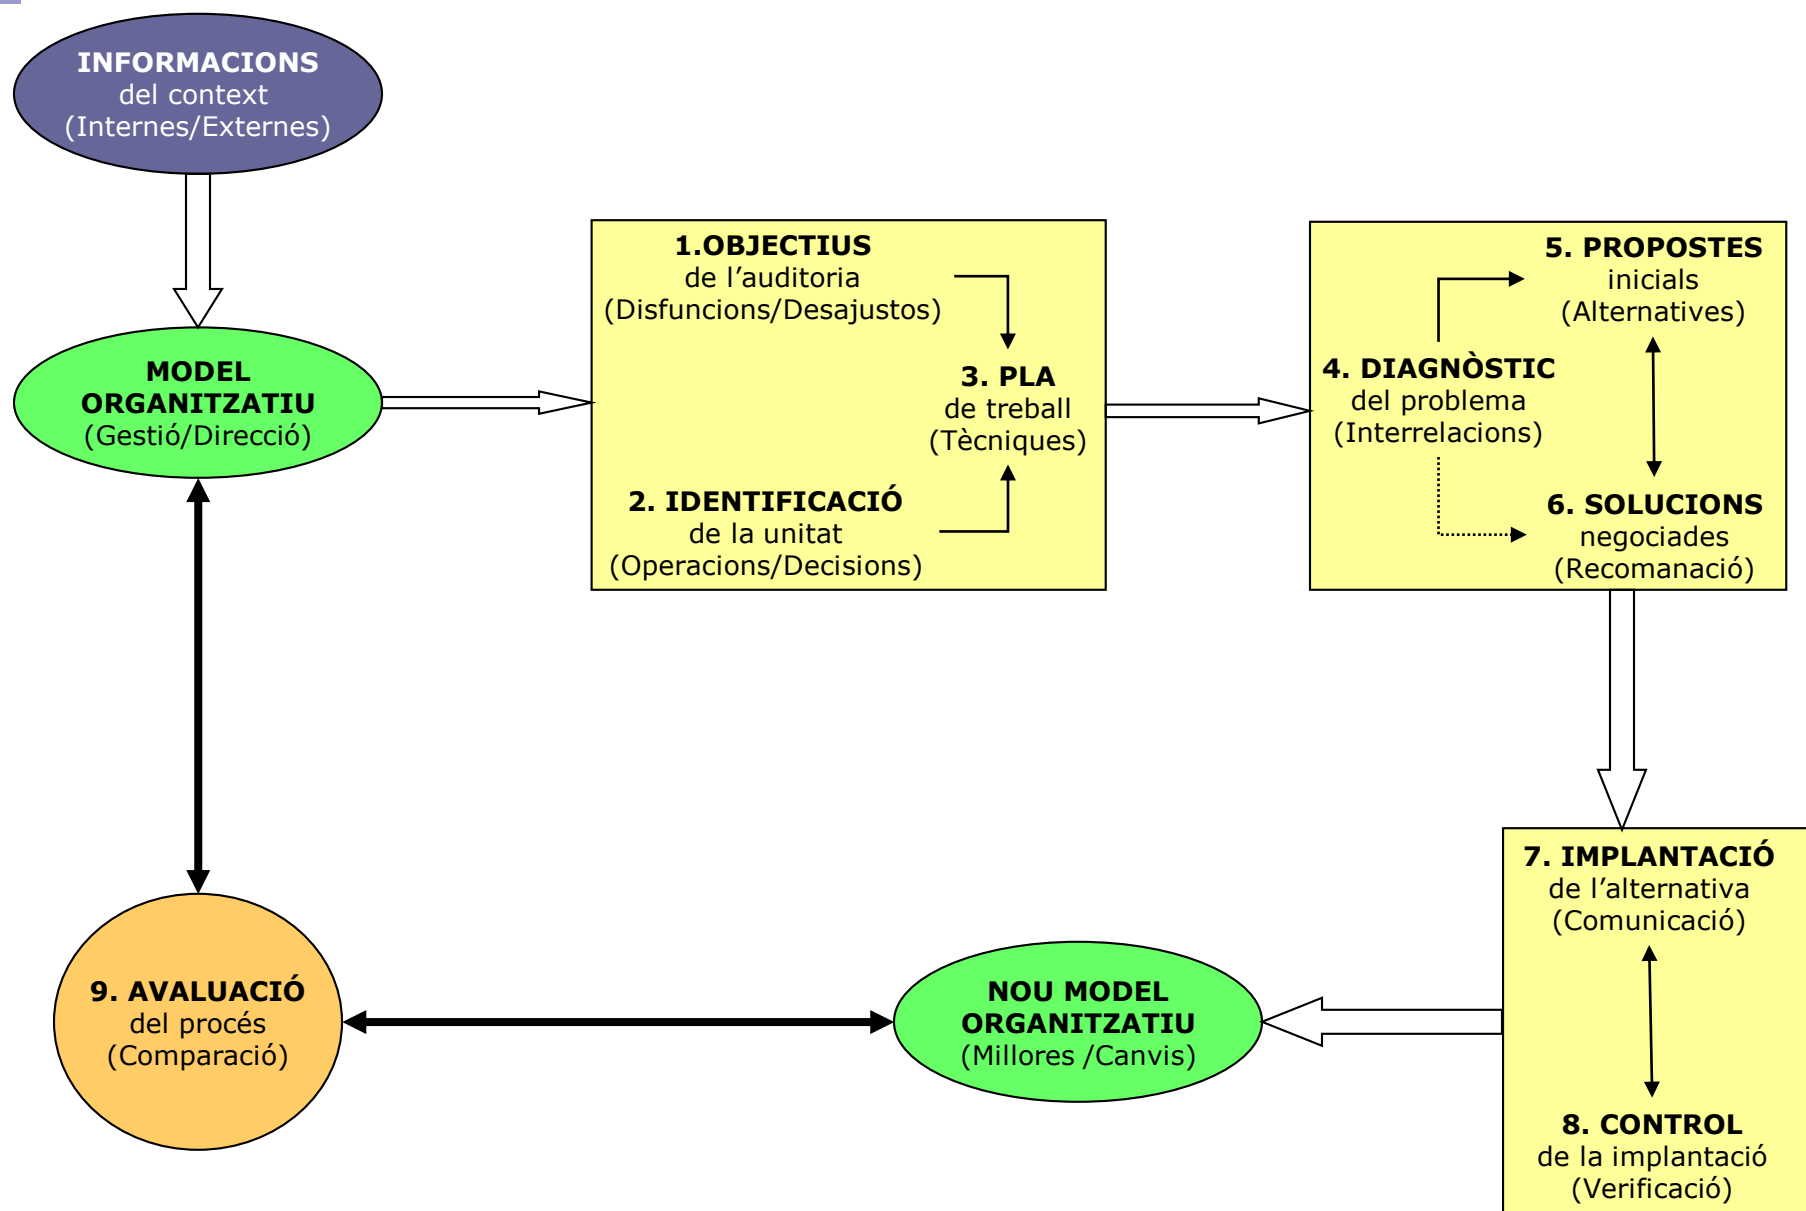 INFORMACIONS
del context
(Internes/Externes)
MODEL
ORGANITZATIU
(Gestió/Direcció)
1.OBJECTIUS
de l’auditoria
(Disfuncions/Desajustos)
2. IDENTIFICACIÓ
de la unitat
(Operacions/Decisions)
3. PLA
de treball
(Tècniques)
4. DIAGNÒSTIC
del problema
(Interrelacions)
5. PROPOSTES
inicials
(Alternatives)
6. SOLUCIONS
negociades
(Recomanació)
7. IMPLANTACIÓ
de l’alternativa
(Comunicació)
8. CONTROL
de la implantació
(Verificació)
NOU MODEL
ORGANITZATIU
(Millores /Canvis)
9. AVALUACIÓ
del procés
(Comparació)